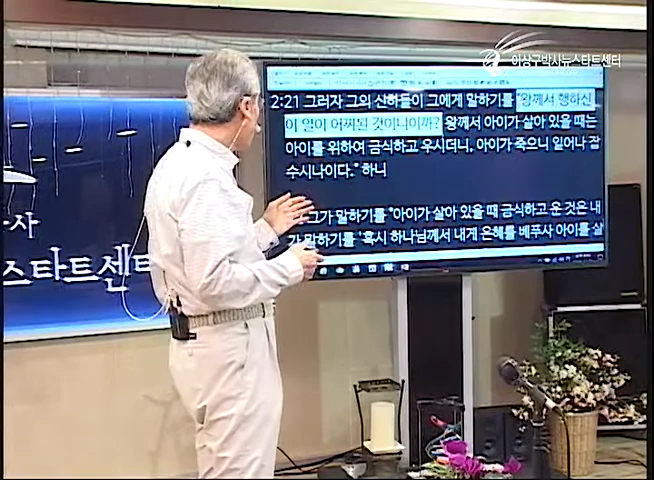 이상구박사뉴스타트센터
2:21 그러자 그의 신하들이 그에게 말하기를 "왕께서 행하신
이 일이 어찌된 것이니이까? 왕께서 아이가 살아 있을 때는
아이를 위하여 금식하고 우시더니, 아이가 죽으니 일어나 잡
수시나이다." 하니
그가 말하기를 "아이가 살아 있을 때 금식하고 운 것은 내
가 말하기를 '혹시 하나님께서 내게 은혜를 베푸사 아이를 살
사
스타트센터